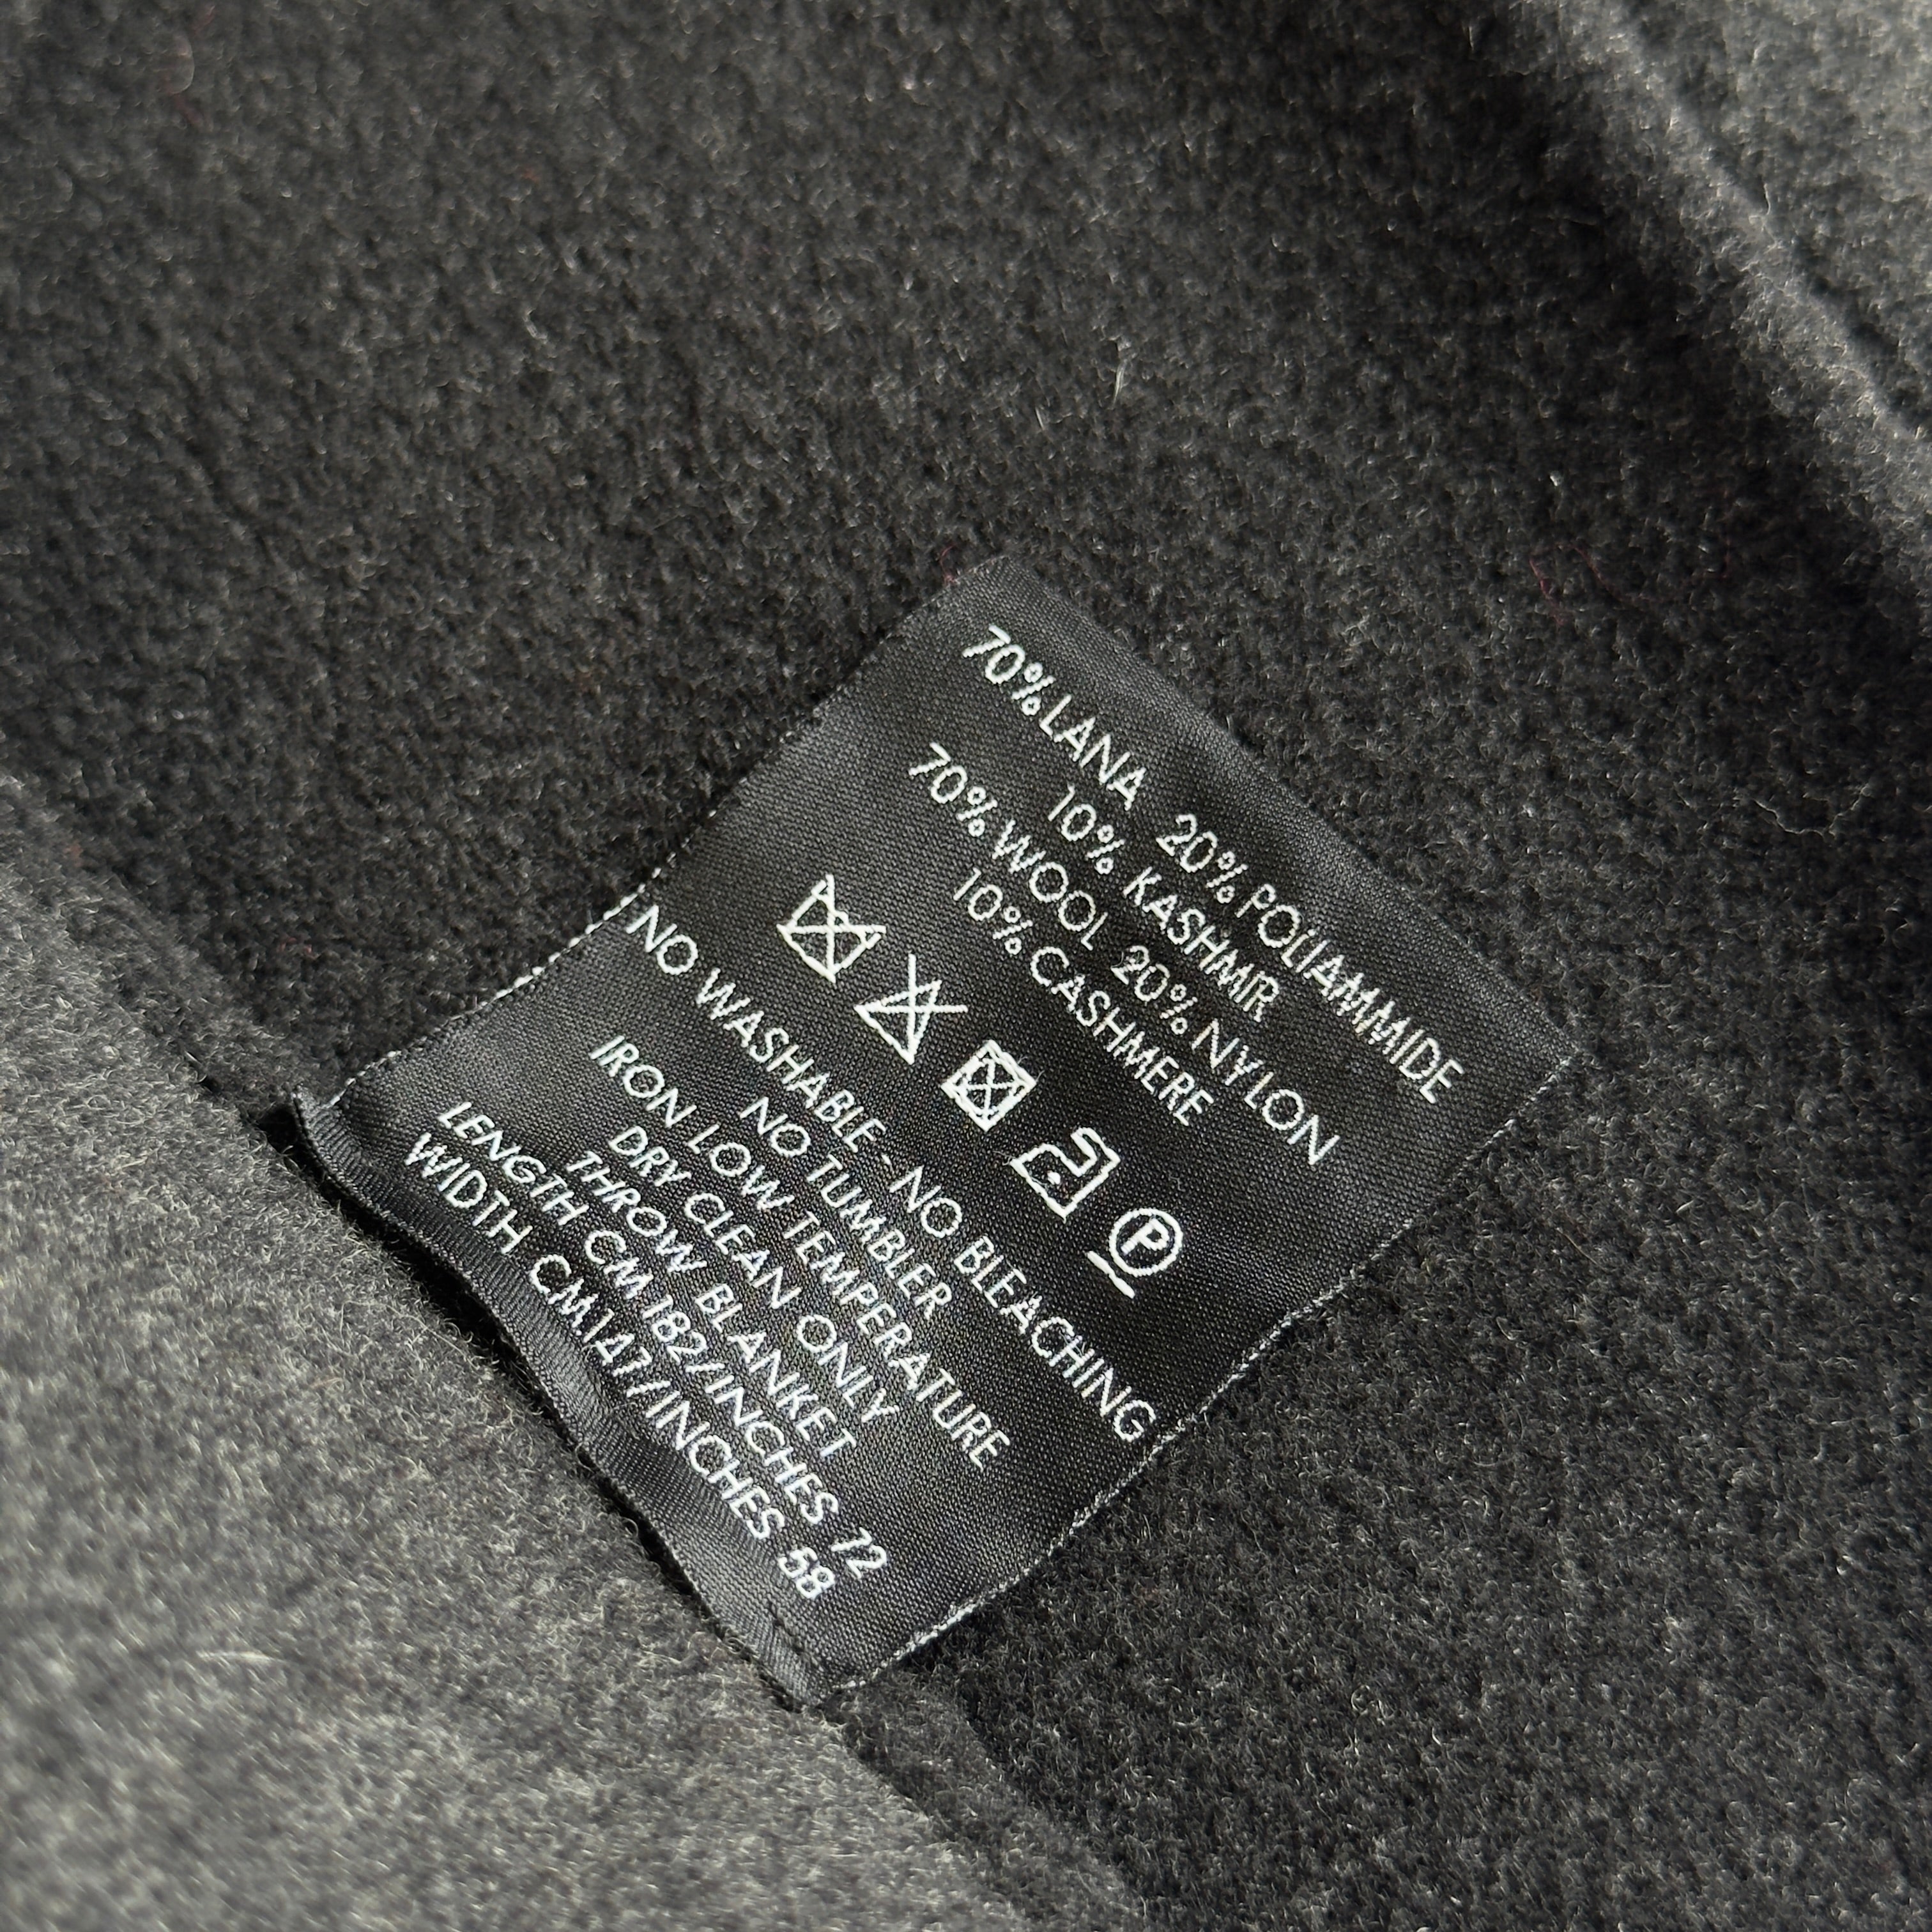 70% LANA 20% POLIAMMIDE
10% KASHMIR
70% WOOL 20% NYLON
10% CASHMERE
P
NO WASHABLE - NO BLEACHING
NO TUMBLER
IRON LOW TEMPERATURE
DRY CLEAN ONLY
THROW BLANKET
LENGTH CM 182/INCHES 72
WIDTH CM147/INCHES 58